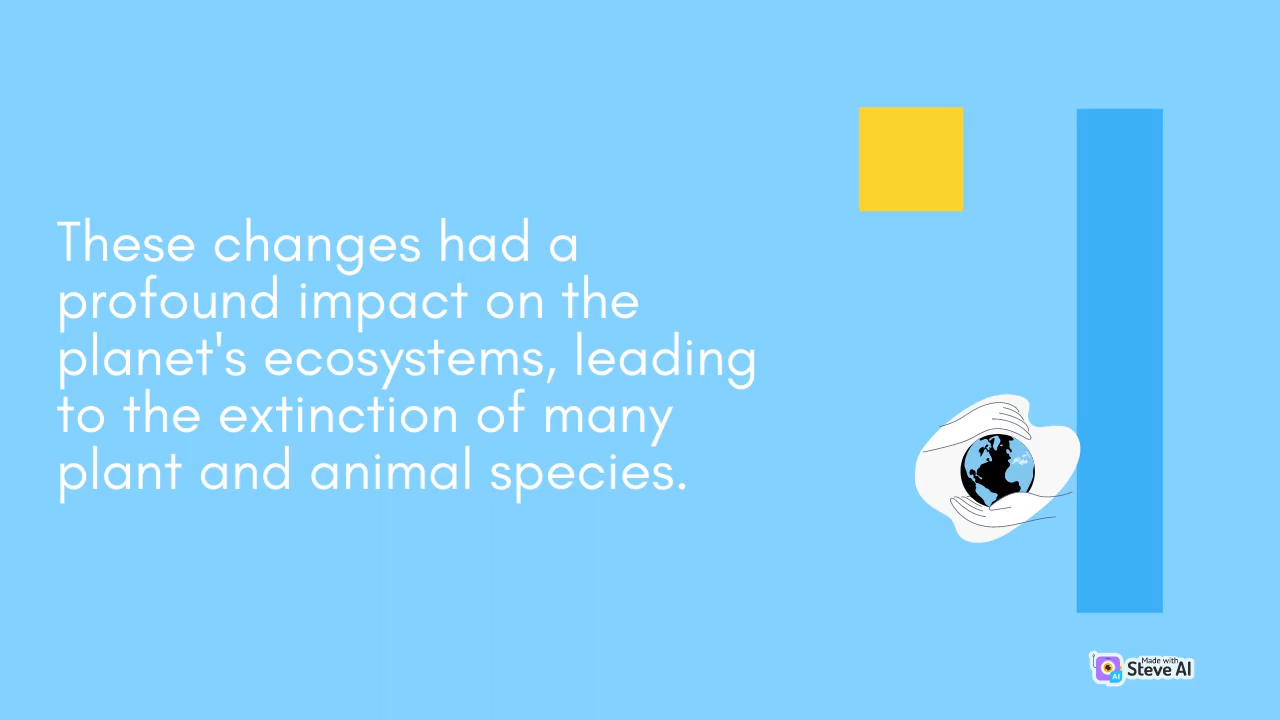 These changes had a
profound impact on the
planet's ecosystems, leading
to the extinction of many
plant and animal species.
Made with
Steve AI
AI